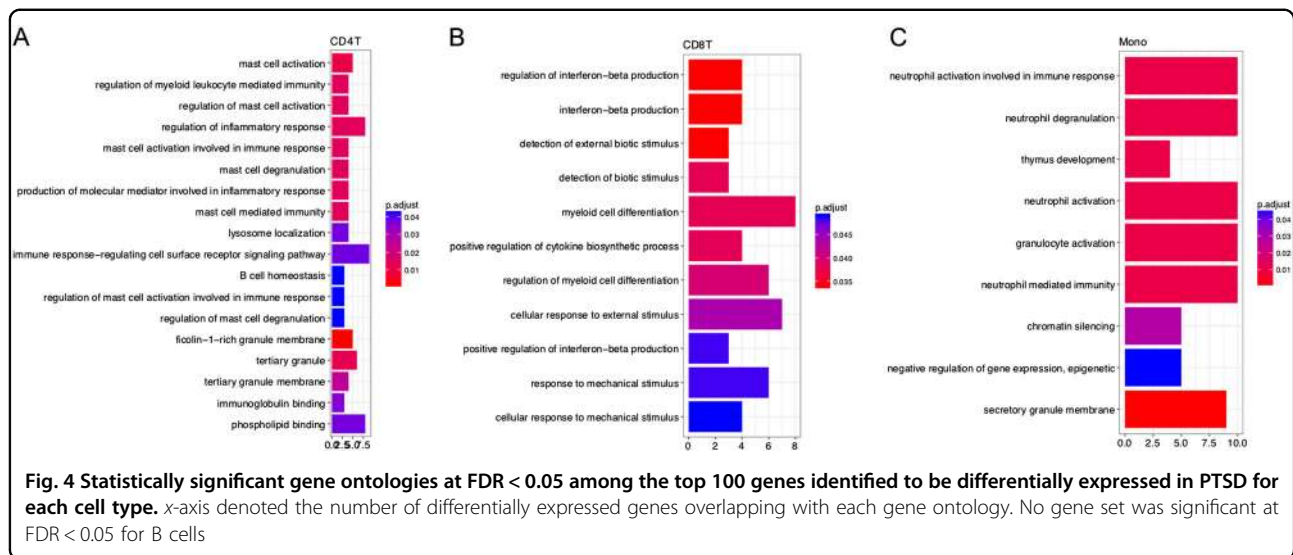 A
CD4T
mast cell activation
regulation of myeloid leukocyte mediated immunity
regulation of mast cell activation
regulation of inflammatory response
mast cell activation involved in immune response
mast cell degranulation
production of molecular mediator involved in inflammatory response
mast cell mediated immunity
lysosome localization
immune response−regulating cell surface receptor signaling pathway
B cell homeostasis
regulation of mast cell activation involved in immune response
regulation of mast cell degranulation
ficolin−1−rich granule membrane
tertiary granule
tertiary granule membrane
immunoglobulin binding
phospholipid binding
0.0 2.5 5.0 7.5
p.adjust
0.04
0.03
0.02
0.01
B
CD8T
regulation of interferon−beta production
interferon−beta production
detection of external biotic stimulus
detection of biotic stimulus
myeloid cell differentiation
positive regulation of cytokine biosynthetic process
regulation of myeloid cell differentiation
cellular response to external stimulus
positive regulation of interferon−beta production
response to mechanical stimulus
cellular response to mechanical stimulus
0 2 4 6 8
p.adjust
0.045
0.040
0.035
C
Mono
neutrophil activation involved in immune response
neutrophil degranulation
thymus development
neutrophil activation
granulocyte activation
neutrophil mediated immunity
chromatin silencing
negative regulation of gene expression, epigenetic
secretory granule membrane
0.0 2.5 5.0 7.5 10.0
p.adjust
0.04
0.03
0.02
0.01
Fig. 4 Statistically significant gene ontologies at FDR < 0.05 among the top 100 genes identified to be differentially expressed in PTSD for
each cell type. x-axis denoted the number of differentially expressed genes overlapping with each gene ontology. No gene set was significant at
FDR < 0.05 for B cells